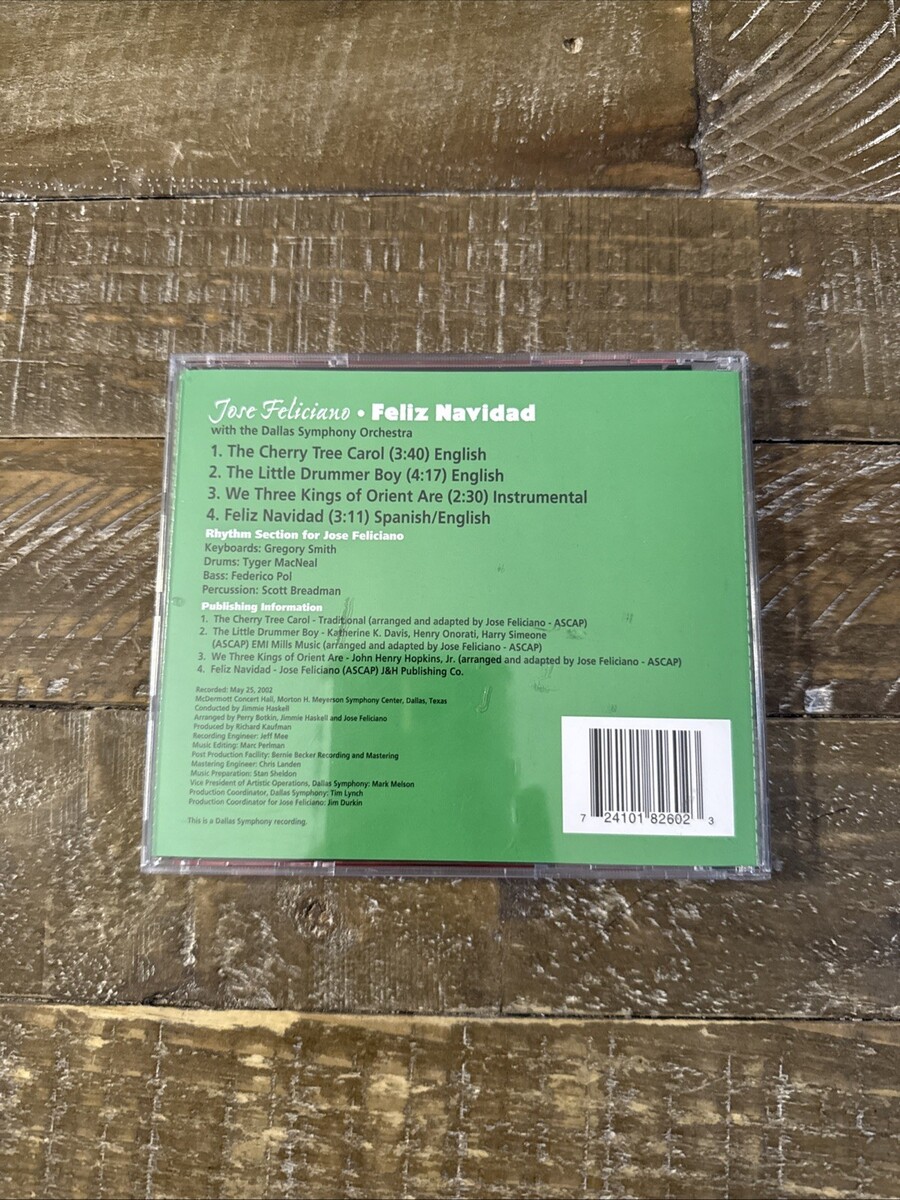 Jose Feliciano • Feliz Navidad
with the Dallas Symphony Orchestra
1. The Cherry Tree Carol (3:40) English
2. The Little Drummer Boy (4:17) English
3. We Three Kings of Orient Are (2:30) Instrumental
4. Feliz Navidad (3:11) Spanish/English
Rhythm Section for Jose Feliciano
Keyboards: Gregory Smith
Drums: Tyger MacNeal
Bass: Federico Pol
Percussion: Scott Breadman
Publishing Information
1. The Cherry Tree Carol - Traditional (arranged and adapted by Jose Feliciano - ASCAP)
2. The Little Drummer Boy - Katherine K. Davis, Henry Onorati, Harry Simeone
(ASCAP) EMI Mills Music (arranged and adapted by Jose Feliciano - ASCAP)
3. We Three Kings of Orient Are - John Henry Hopkins, Jr. (arranged and adapted by Jose Feliciano - ASCAP)
4. Feliz Navidad - Jose Feliciano (ASCAP) J&H Publishing Co.
Recorded: May 25, 2002
McDermott Concert Hall, Morton H. Meyerson Symphony Center, Dallas, Texas
Conducted by Jimmie Haskell
Arranged by Perry Botkin, Jimmie Haskell and Jose Feliciano
Produced by Richard Kaufman
Recording Engineer: Jeff Mee
Music Editing: Marc Perlman
Post Production Facility: Bernie Becker Recording and Mastering
Mastering Engineer: Chris Landen
Music Preparation: Stan Sheldon
Vice President of Artistic Operations, Dallas Symphony: Mark Melson
Production Coordinator, Dallas Symphony: Tim Lynch
Production Coordinator for Jose Feliciano: Jim Durkin
This is a Dallas Symphony recording.
7 24101 82602 3